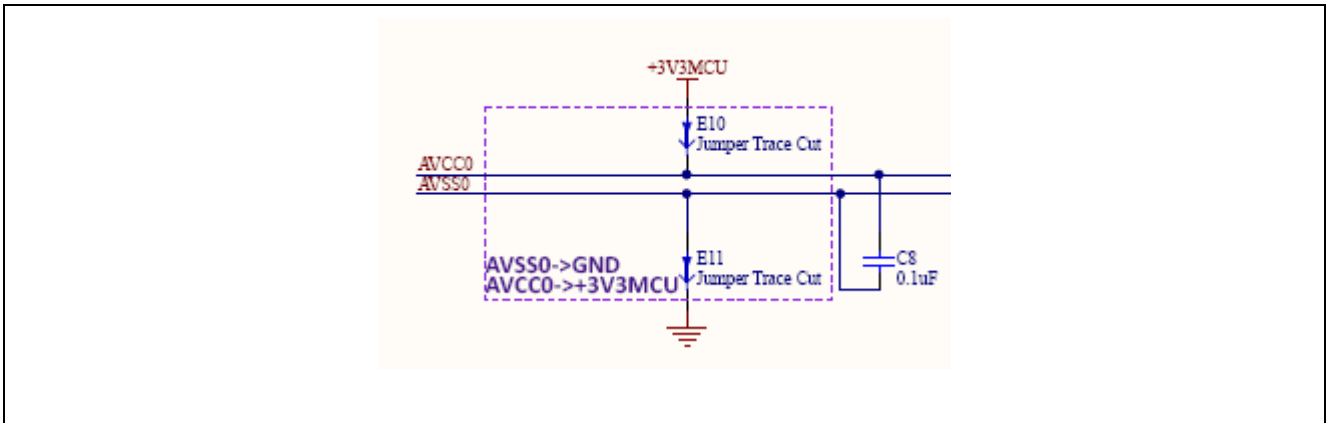 +3V3MCU
E10
Jumper Trace Cut
AVCC0
AVSS0
E11
Jumper Trace Cut
AVSS0->GND
AVCC0->+3V3MCU
C8
0.1uF